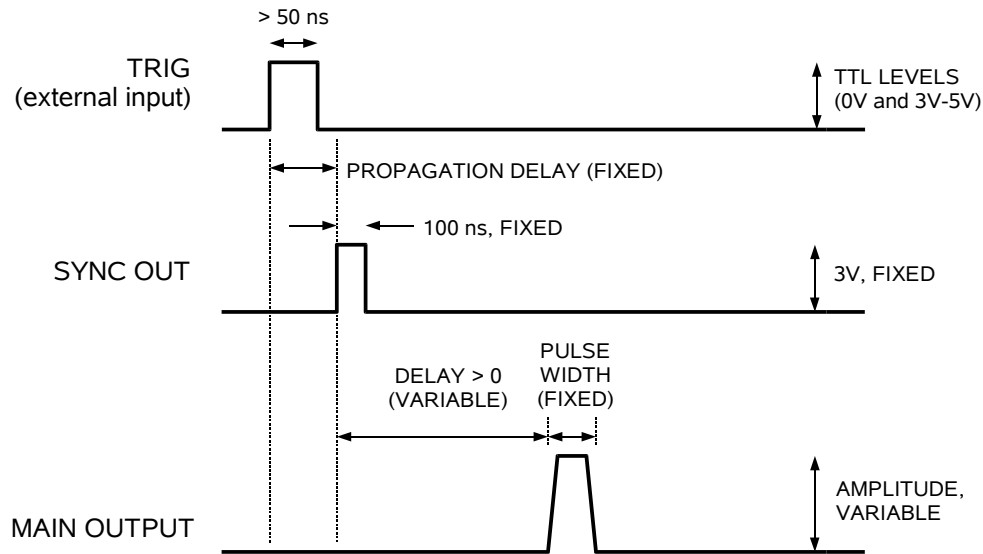 > 50 ns
TRIG
(external input)
TTL LEVELS
(0V and 3V-5V)
PROPAGATION DELAY (FIXED)
100 ns, FIXED
SYNC OUT
3V, FIXED
DELAY > 0
(VARIABLE)
PULSE
WIDTH
(FIXED)
MAIN OUTPUT
AMPLITUDE,
VARIABLE